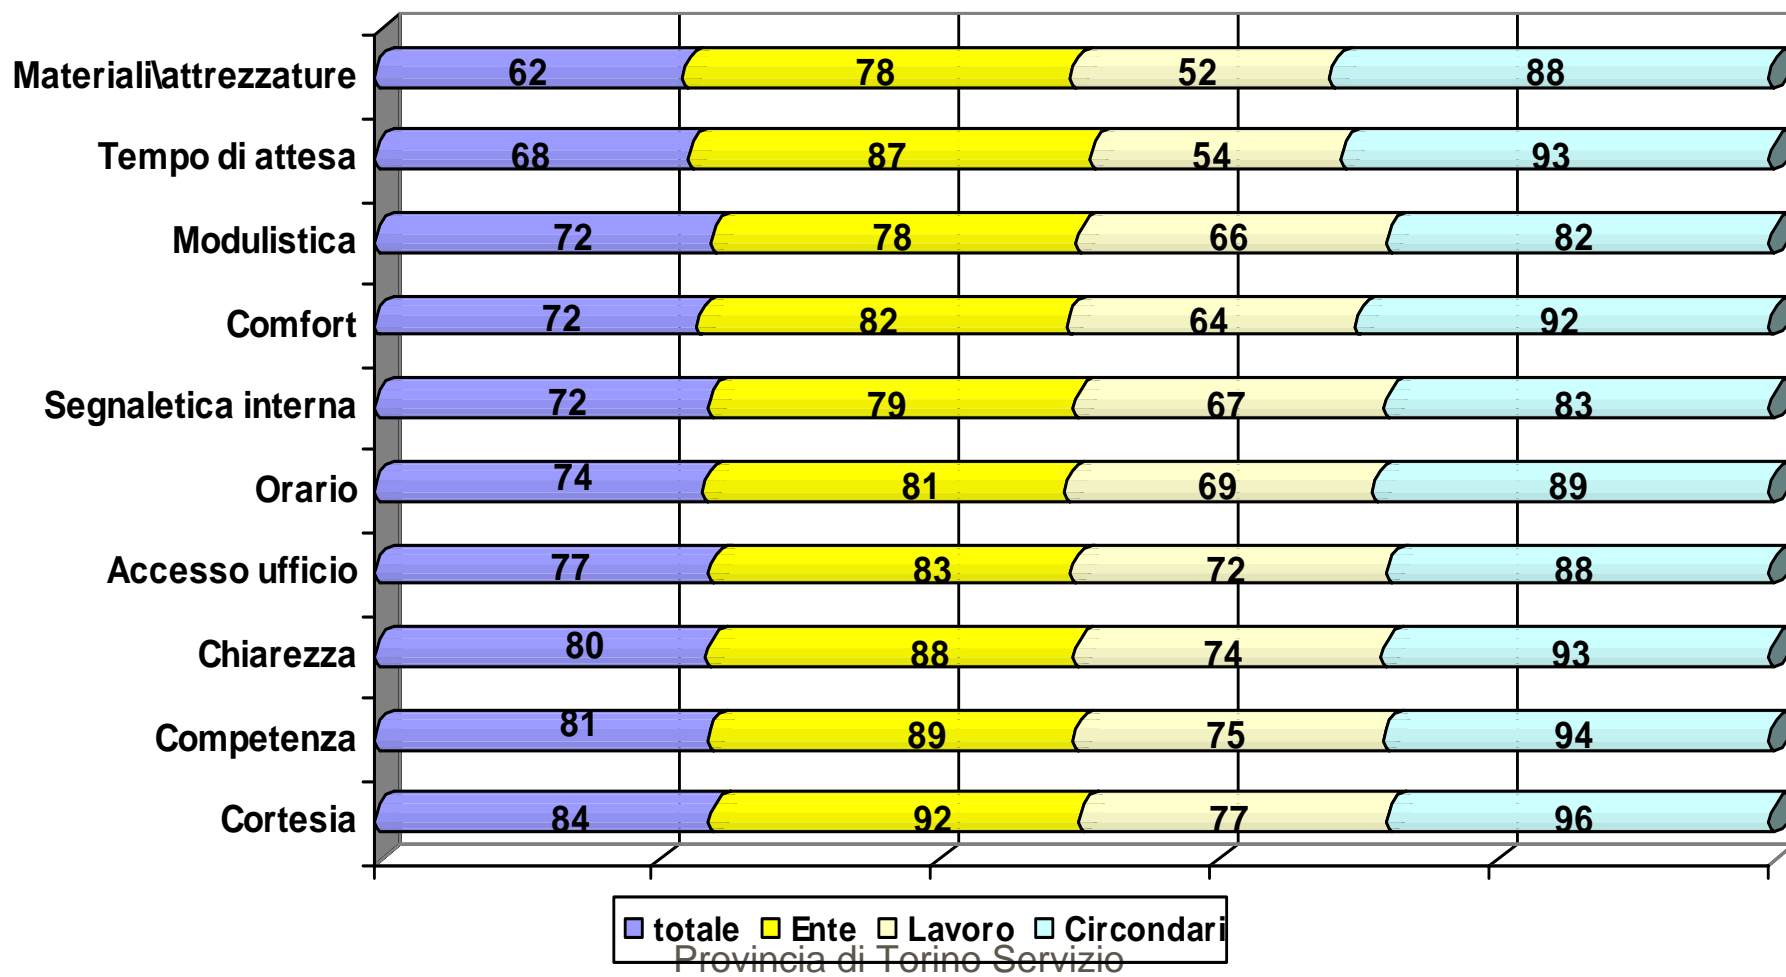 Materiali\attrezzature 62 78 52 88
Tempo di attesa 68 87 54 93
Modulistica 72 78 66 82
Comfort 72 82 64 92
Segnaletica interna 72 79 67 83
Orario 74 81 69 89
Accesso ufficio 77 83 72 88
Chiarezza 80 88 74 93
Competenza 81 89 75 94
Cortesia 84 92 77 96
totale Ente Lavoro Circondari
Provincia di Torino Servizio